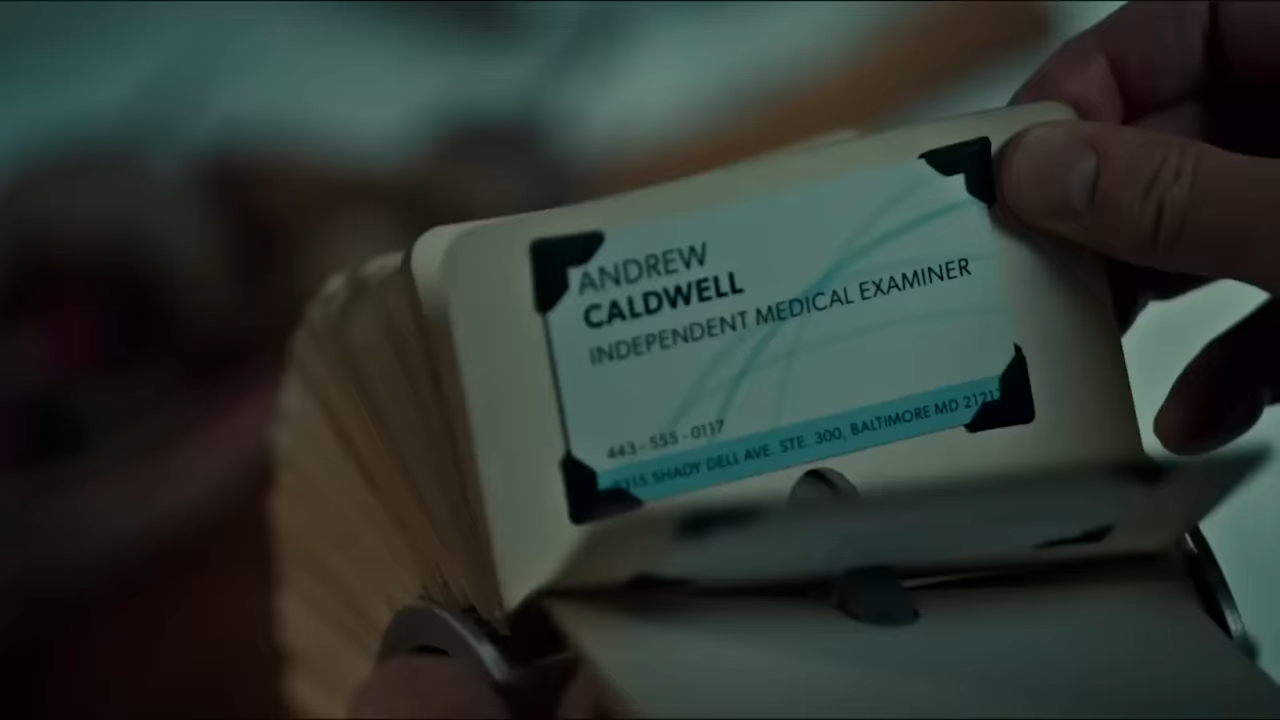 ANDREW
CALDWELL
INDEPENDENT MEDICAL EXAMINER
443-555-0117
SHADY DELL AVE. STE. 300, BALTIMORE MD